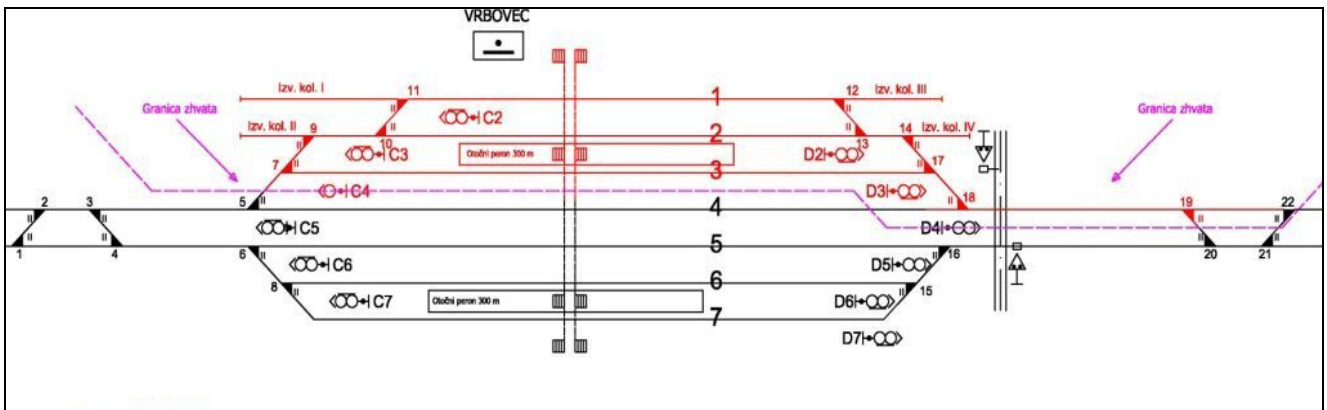 VRBOVEC
Izv. kol. I
11
1
12
Izv. kol. III
Granica zhvata
Granica zhvata
C2
Izv. kol. II
9
10
2
13
14
Izv. kol. IV
7
C3
Otočni peron 300 m
D2
17
3
C4
D3
18
2
3
5
4
19
22
C5
D4
1
4
6
5
16
20
21
C6
D5
8
6
15
C7
Otočni peron 300 m
D6
7
D7